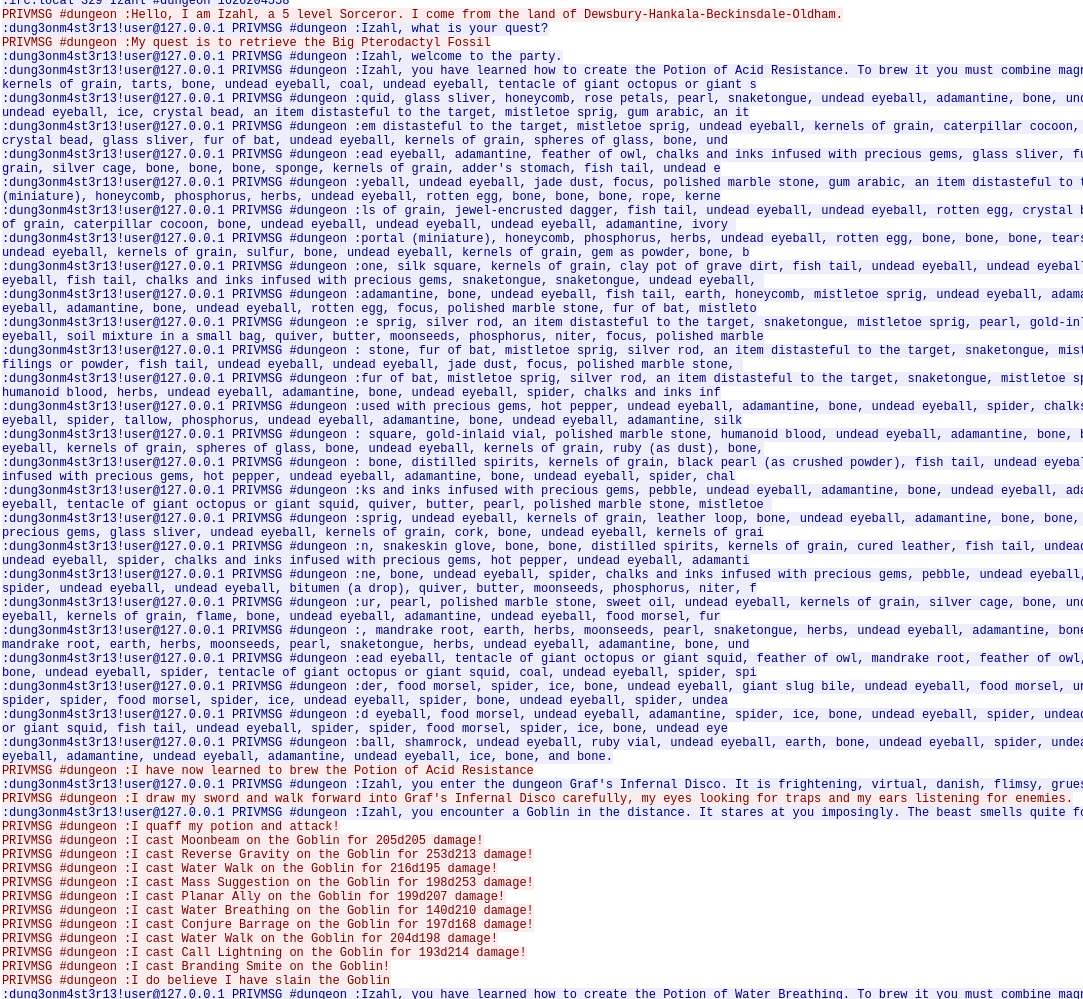 :irc.local 329 Izahl #dungeon 1620204558
PRIVMSG #dungeon :Hello, I am Izahl, a 5 level Sorceror. I come from the land of Dewsbury-Hankala-Beckinsdale-Oldham.
:dung3onm4st3r13!user@127.0.0.1 PRIVMSG #dungeon :Izahl, what is your quest?
PRIVMSG #dungeon :My quest is to retrieve the Big Pterodactyl Fossil
:dung3onm4st3r13!user@127.0.0.1 PRIVMSG #dungeon :Izahl, welcome to the party.
:dung3onm4st3r13!user@127.0.0.1 PRIVMSG #dungeon :Izahl, you have learned how to create the Potion of Acid Resistance. To brew it you must combine magn
kernels of grain, tarts, bone, undead eyeball, coal, undead eyeball, tentacle of giant octopus or giant s
:dung3onm4st3r13!user@127.0.0.1 PRIVMSG #dungeon :quid, glass sliver, honeycomb, rose petals, pearl, snaketongue, undead eyeball, adamantine, bone, und
undead eyeball, ice, crystal bead, an item distasteful to the target, mistletoe sprig, gum arabic, an it
:dung3onm4st3r13!user@127.0.0.1 PRIVMSG #dungeon :em distasteful to the target, mistletoe sprig, undead eyeball, kernels of grain, caterpillar cocoon,
crystal bead, glass sliver, fur of bat, undead eyeball, kernels of grain, spheres of glass, bone, und
:dung3onm4st3r13!user@127.0.0.1 PRIVMSG #dungeon :ead eyeball, adamantine, feather of owl, chalks and inks infused with precious gems, glass sliver, fu
grain, silver cage, bone, bone, bone, sponge, kernels of grain, adder's stomach, fish tail, undead e
:dung3onm4st3r13!user@127.0.0.1 PRIVMSG #dungeon :yeball, undead eyeball, jade dust, focus, polished marble stone, gum arabic, an item distasteful to t
(miniature), honeycomb, phosphorus, herbs, undead eyeball, rotten egg, bone, bone, bone, rope, kerne
:dung3onm4st3r13!user@127.0.0.1 PRIVMSG #dungeon :ls of grain, jewel-encrusted dagger, fish tail, undead eyeball, undead eyeball, rotten egg, crystal b
of grain, caterpillar cocoon, bone, undead eyeball, undead eyeball, undead eyeball, adamantine, ivory
:dung3onm4st3r13!user@127.0.0.1 PRIVMSG #dungeon :portal (miniature), honeycomb, phosphorus, herbs, undead eyeball, rotten egg, bone, bone, bone, tears
undead eyeball, kernels of grain, sulfur, bone, undead eyeball, kernels of grain, gem as powder, bone, b
:dung3onm4st3r13!user@127.0.0.1 PRIVMSG #dungeon :one, silk square, kernels of grain, clay pot of grave dirt, fish tail, undead eyeball, undead eyeball
eyeball, fish tail, chalks and inks infused with precious gems, snaketongue, snaketongue, undead eyeball,
:dung3onm4st3r13!user@127.0.0.1 PRIVMSG #dungeon :adamantine, bone, undead eyeball, fish tail, earth, honeycomb, mistletoe sprig, undead eyeball, adama
eyeball, adamantine, bone, undead eyeball, rotten egg, focus, polished marble stone, fur of bat, mistleto
:dung3onm4st3r13!user@127.0.0.1 PRIVMSG #dungeon :e sprig, silver rod, an item distasteful to the target, snaketongue, mistletoe sprig, pearl, gold-inl
eyeball, soil mixture in a small bag, quiver, butter, moonseeds, phosphorus, niter, focus, polished marble
:dung3onm4st3r13!user@127.0.0.1 PRIVMSG #dungeon : stone, fur of bat, mistletoe sprig, silver rod, an item distasteful to the target, snaketongue, mist
filings or powder, fish tail, undead eyeball, undead eyeball, jade dust, focus, polished marble stone,
:dung3onm4st3r13!user@127.0.0.1 PRIVMSG #dungeon :fur of bat, mistletoe sprig, silver rod, an item distasteful to the target, snaketongue, mistletoe sp
humanoid blood, herbs, undead eyeball, adamantine, bone, undead eyeball, spider, chalks and inks inf
:dung3onm4st3r13!user@127.0.0.1 PRIVMSG #dungeon :used with precious gems, hot pepper, undead eyeball, adamantine, bone, undead eyeball, spider, chalks
eyeball, spider, tallow, phosphorus, undead eyeball, adamantine, bone, undead eyeball, adamantine, silk
:dung3onm4st3r13!user@127.0.0.1 PRIVMSG #dungeon : square, gold-inlaid vial, polished marble stone, humanoid blood, undead eyeball, adamantine, bone, b
eyeball, kernels of grain, spheres of glass, bone, undead eyeball, kernels of grain, ruby (as dust), bone,
:dung3onm4st3r13!user@127.0.0.1 PRIVMSG #dungeon : bone, distilled spirits, kernels of grain, black pearl (as crushed powder), fish tail, undead eyebal
infused with precious gems, hot pepper, undead eyeball, adamantine, bone, undead eyeball, spider, chal
:dung3onm4st3r13!user@127.0.0.1 PRIVMSG #dungeon :ks and inks infused with precious gems, pebble, undead eyeball, adamantine, bone, undead eyeball, ada
eyeball, tentacle of giant octopus or giant squid, quiver, butter, pearl, polished marble stone, mistletoe
:dung3onm4st3r13!user@127.0.0.1 PRIVMSG #dungeon :sprig, undead eyeball, kernels of grain, leather loop, bone, undead eyeball, adamantine, bone, bone,
precious gems, glass sliver, undead eyeball, kernels of grain, cork, bone, undead eyeball, kernels of grai
:dung3onm4st3r13!user@127.0.0.1 PRIVMSG #dungeon :n, snakeskin glove, bone, bone, distilled spirits, kernels of grain, cured leather, fish tail, undead
undead eyeball, spider, chalks and inks infused with precious gems, hot pepper, undead eyeball, adamanti
:dung3onm4st3r13!user@127.0.0.1 PRIVMSG #dungeon :ne, bone, undead eyeball, spider, chalks and inks infused with precious gems, pebble, undead eyeball,
spider, undead eyeball, undead eyeball, bitumen (a drop), quiver, butter, moonseeds, phosphorus, niter, f
:dung3onm4st3r13!user@127.0.0.1 PRIVMSG #dungeon :ur, pearl, polished marble stone, sweet oil, undead eyeball, kernels of grain, silver cage, bone, und
eyeball, kernels of grain, flame, bone, undead eyeball, adamantine, undead eyeball, food morsel, fur
:dung3onm4st3r13!user@127.0.0.1 PRIVMSG #dungeon :, mandrake root, earth, herbs, moonseeds, pearl, snaketongue, herbs, undead eyeball, adamantine, bone
mandrake root, earth, herbs, moonseeds, pearl, snaketongue, herbs, undead eyeball, adamantine, bone, und
:dung3onm4st3r13!user@127.0.0.1 PRIVMSG #dungeon :ead eyeball, tentacle of giant octopus or giant squid, feather of owl, mandrake root, feather of owl,
bone, undead eyeball, spider, tentacle of giant octopus or giant squid, coal, undead eyeball, spider, spi
:dung3onm4st3r13!user@127.0.0.1 PRIVMSG #dungeon :der, food morsel, spider, ice, bone, undead eyeball, giant slug bile, undead eyeball, food morsel, un
spider, spider, food morsel, spider, ice, undead eyeball, spider, bone, undead eyeball, spider, undea
:dung3onm4st3r13!user@127.0.0.1 PRIVMSG #dungeon :d eyeball, food morsel, undead eyeball, adamantine, spider, ice, bone, undead eyeball, spider, undead
or giant squid, fish tail, undead eyeball, spider, spider, food morsel, spider, ice, bone, undead eye
:dung3onm4st3r13!user@127.0.0.1 PRIVMSG #dungeon :ball, shamrock, undead eyeball, ruby vial, undead eyeball, earth, bone, undead eyeball, spider, undea
eyeball, adamantine, undead eyeball, adamantine, undead eyeball, ice, bone, and bone.
PRIVMSG #dungeon :I have now learned to brew the Potion of Acid Resistance
:dung3onm4st3r13!user@127.0.0.1 PRIVMSG #dungeon :Izahl, you enter the dungeon Graf's Infernal Disco. It is frightening, virtual, danish, flimsy, grues
PRIVMSG #dungeon :I draw my sword and walk forward into Graf's Infernal Disco carefully, my eyes looking for traps and my ears listening for enemies.
:dung3onm4st3r13!user@127.0.0.1 PRIVMSG #dungeon :Izahl, you encounter a Goblin in the distance. It stares at you imposingly. The beast smells quite fo
PRIVMSG #dungeon :I quaff my potion and attack!
PRIVMSG #dungeon :I cast Moonbeam on the Goblin for 205d205 damage!
PRIVMSG #dungeon :I cast Reverse Gravity on the Goblin for 253d213 damage!
PRIVMSG #dungeon :I cast Water Walk on the Goblin for 216d195 damage!
PRIVMSG #dungeon :I cast Mass Suggestion on the Goblin for 198d253 damage!
PRIVMSG #dungeon :I cast Planar Ally on the Goblin for 199d207 damage!
PRIVMSG #dungeon :I cast Water Breathing on the Goblin for 140d210 damage!
PRIVMSG #dungeon :I cast Conjure Barrage on the Goblin for 197d168 damage!
PRIVMSG #dungeon :I cast Water Walk on the Goblin for 204d198 damage!
PRIVMSG #dungeon :I cast Call Lightning on the Goblin for 193d214 damage!
PRIVMSG #dungeon :I cast Branding Smite on the Goblin!
PRIVMSG #dungeon :I do believe I have slain the Goblin
:dung3onm4st3r13!user@127.0.0.1 PRIVMSG #dungeon :Izahl, you have learned how to create the Potion of Water Breathing. To brew it you must combine magn